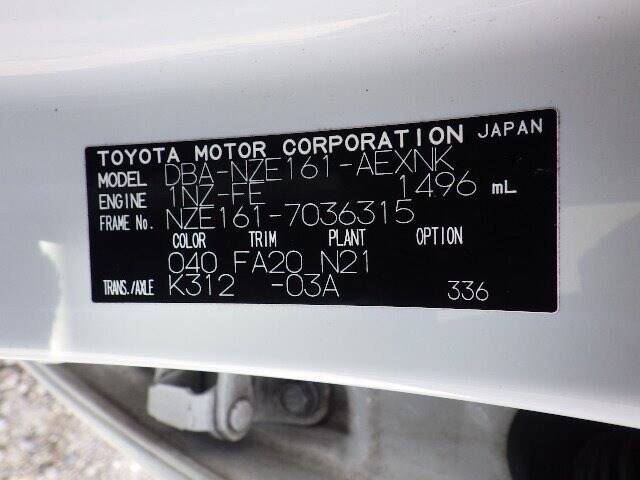 TOYOTA MOTOR CORPORATION JAPAN
MODEL DBA-NZE161-AEXNK
ENGINE 1NZ-FE 1496 mL
FRAME No. NZE161-7036315
COLOR TRIM PLANT OPTION
040 FA20 N21
TRANS./AXLE K312 -03A 336